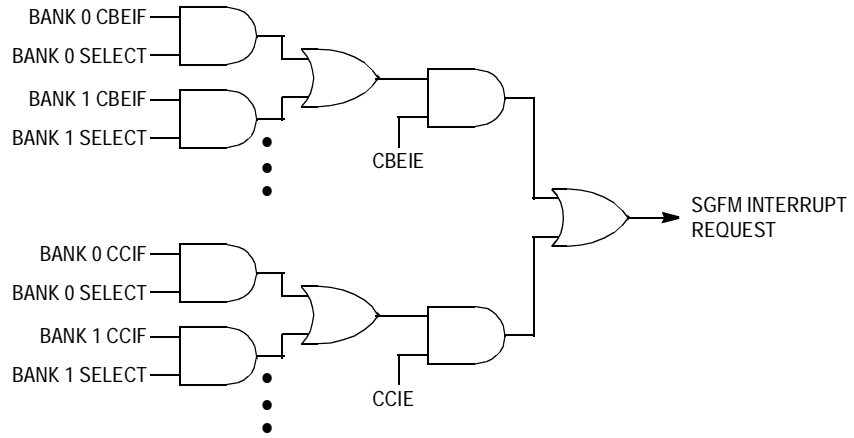 BANK 0 CBEIF
BANK 0 SELECT
BANK 1 CBEIF
BANK 1 SELECT
CBEIE
SGFM INTERRUPT
REQUEST
BANK 0 CCIF
BANK 0 SELECT
BANK 1 CCIF
BANK 1 SELECT
CCIE